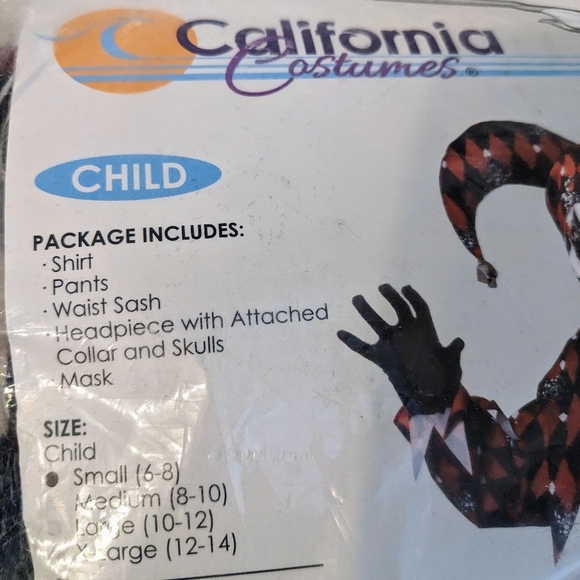 California
Costumes®
CHILD
PACKAGE INCLUDES:
· Shirt
· Pants
· Waist Sash
· Headpiece with Attached
Collar and Skulls
· Mask
SIZE:
Child
• Small (6-8)
Medium (8-10)
Large (10-12)
X-Large (12-14)